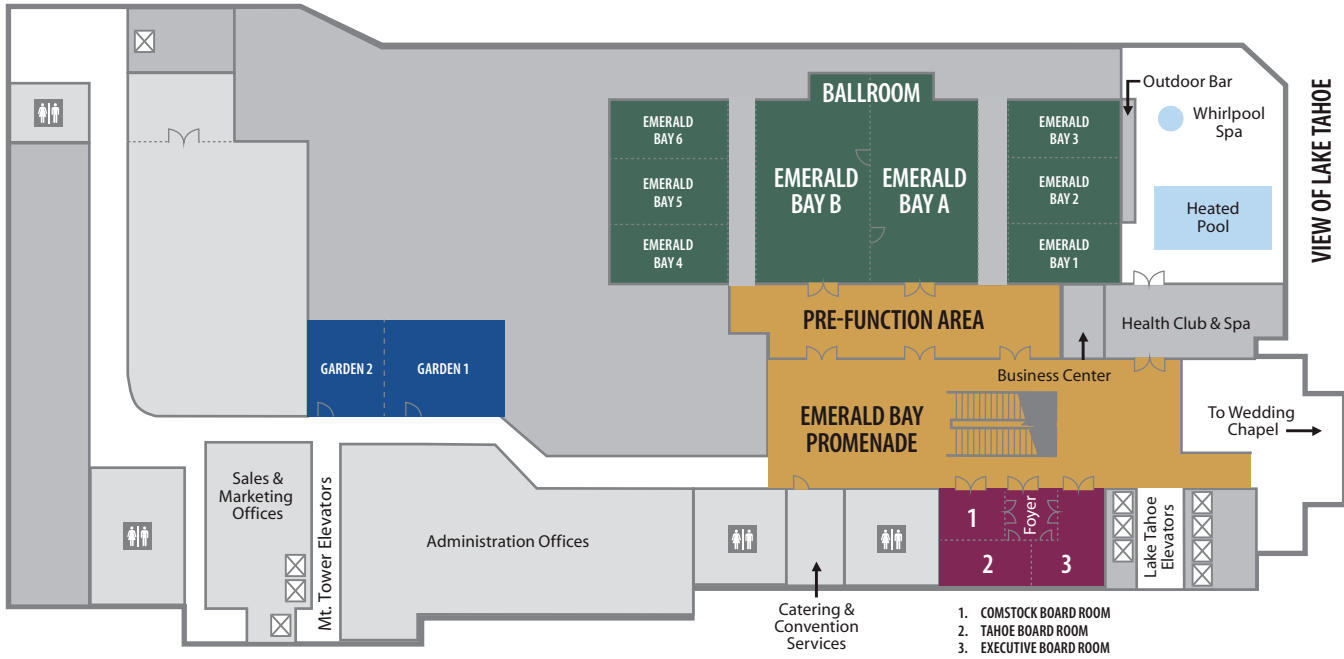 BALLROOM
Outdoor Bar
Whirlpool
Spa
VIEW OF LAKE TAHOE
EMERALD
BAY 6
EMERALD
BAY 5
EMERALD
BAY 4
EMERALD
BAY B
EMERALD
BAY A
EMERALD
BAY 3
EMERALD
BAY 2
EMERALD
BAY 1
Heated
Pool
PRE-FUNCTION AREA
Health Club & Spa
Business Center
GARDEN 2
GARDEN 1
EMERALD BAY
PROMENADE
To Wedding
Chapel
Sales &
Marketing
Offices
Mt. Tower Elevators
Administration Offices
1
Foyer
2
3
Lake Tahoe
Elevators
Catering &
Convention
Services
1. COMSTOCK BOARD ROOM
2. TAHOE BOARD ROOM
3. EXECUTIVE BOARD ROOM